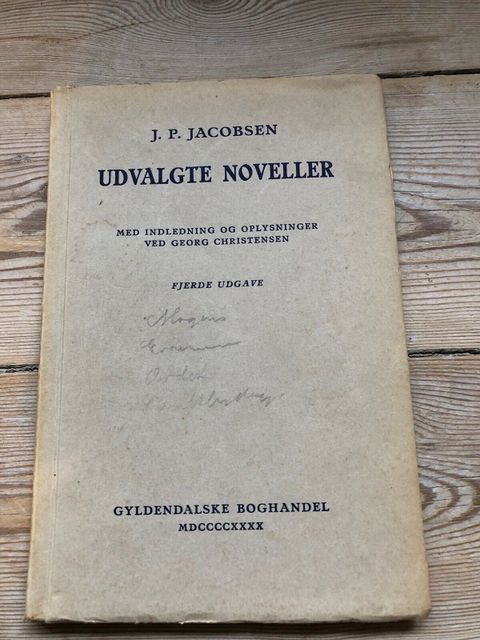 J. P. JACOBSEN
UDVALGTE NOVELLER
MED INDLEDNING OG OPLYSNINGER
VED GEORG CHRISTENSEN
FJERDE UDGAVE
Mogens
GYLDENDALSKE BOGHANDEL
MDCCCCXXXX